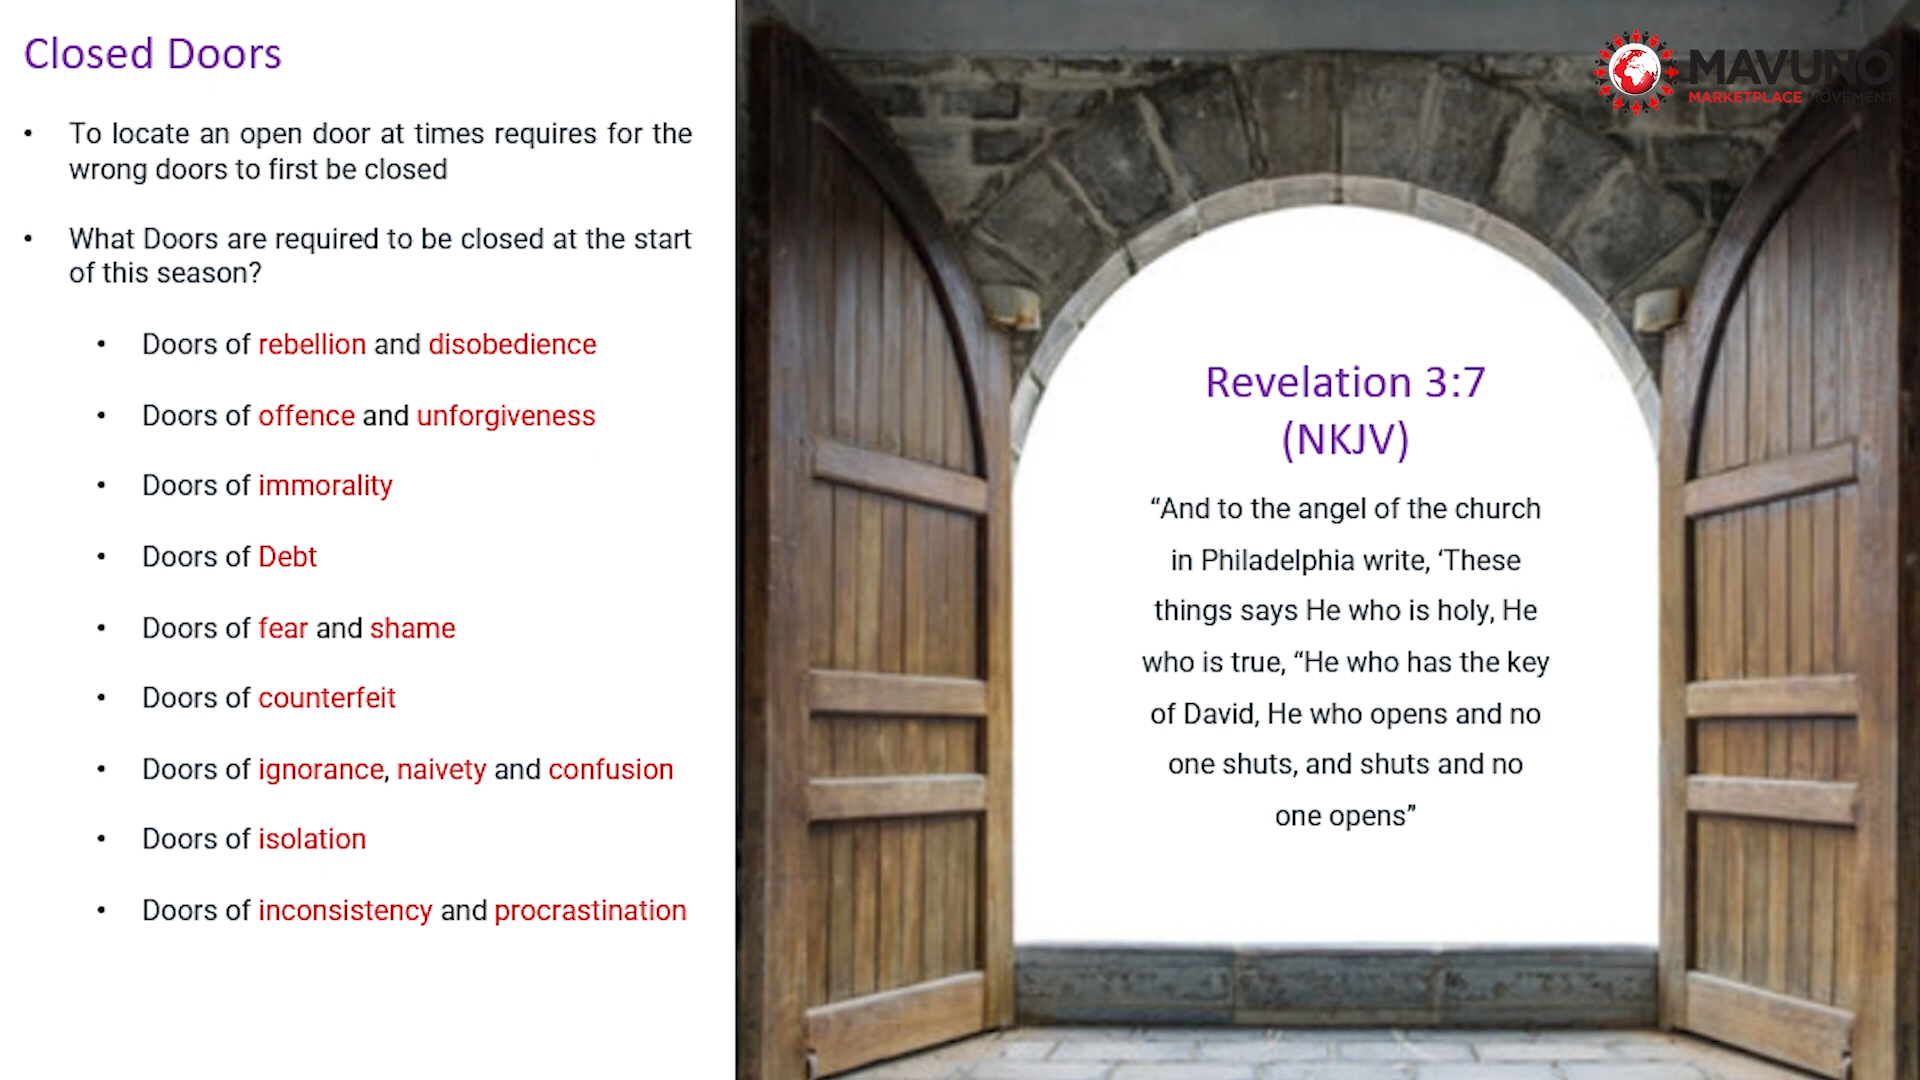 Closed Doors
• To locate an open door at times requires for the
wrong doors to first be closed
• What Doors are required to be closed at the start
of this season?
• Doors of rebellion and disobedience
• Doors of offence and unforgiveness
• Doors of immorality
• Doors of Debt
• Doors of fear and shame
• Doors of counterfeit
• Doors of ignorance, naivety and confusion
• Doors of isolation
• Doors of inconsistency and procrastination
MAVUNO
MARKETPLACE MOVEMENT
Revelation 3:7
(NKJV)
“And to the angel of the church
in Philadelphia write, ‘These
things says He who is holy, He
who is true, “He who has the key
of David, He who opens and no
one shuts, and shuts and no
one opens”